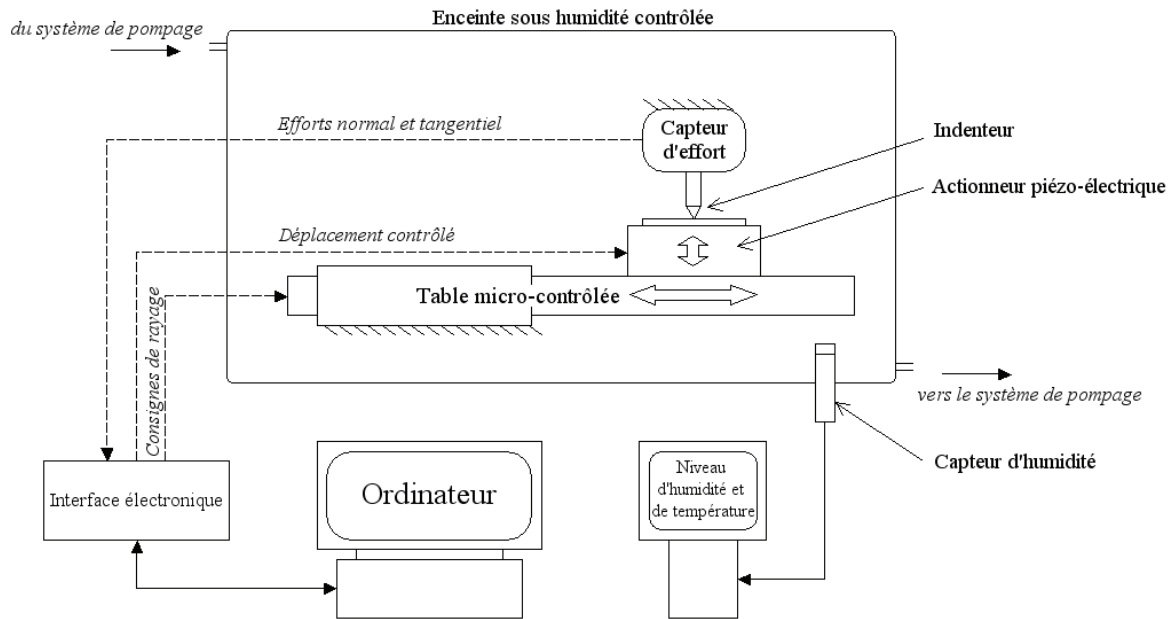 Enceinte sous humidité contrôlée
du système de pompage
Efforts normal et tangentiel
Capteur
d'effort
Indenteur
Actionneur piézo-électrique
Déplacement contrôlé
Table micro-contrôlée
Consignes de rayage
vers le système de pompage
Capteur d'humidité
Interface électronique
Ordinateur
Niveau
d'humidité et
de température